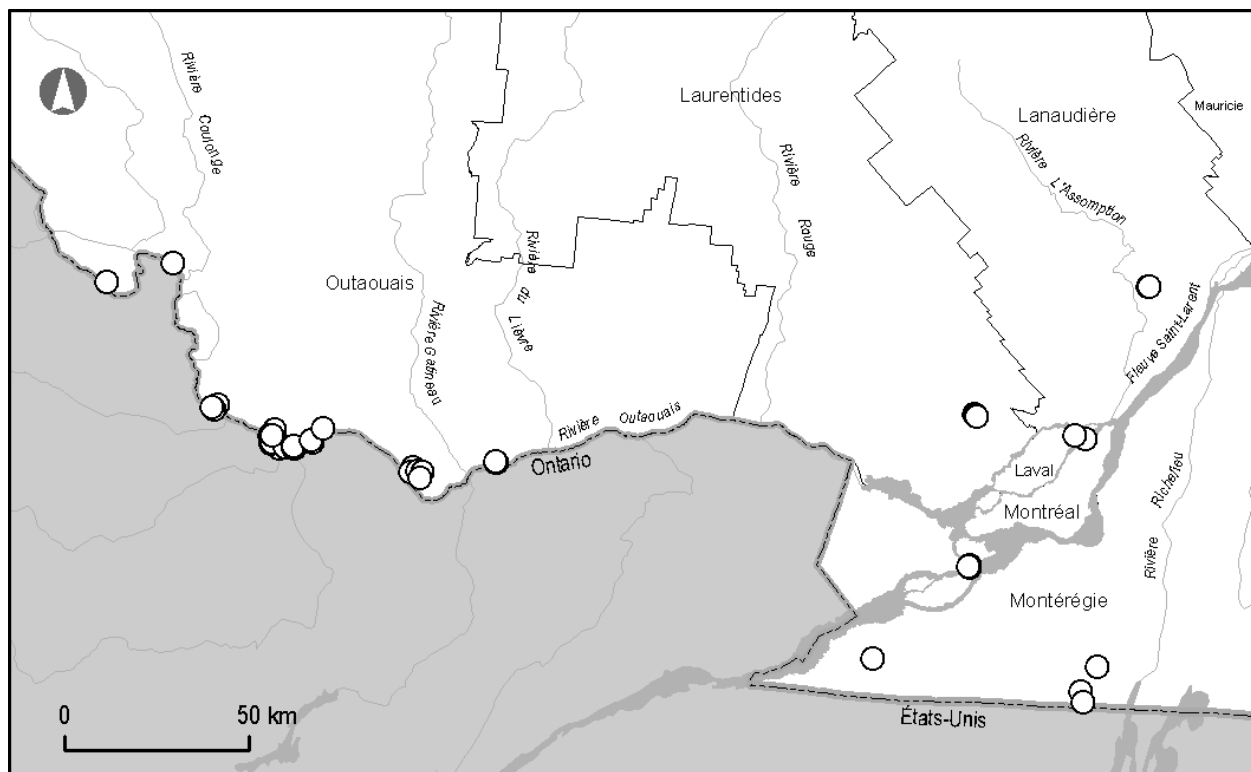 Laurentides
Lanaudière
Mauricie
Rivière Coulonge
Rivière Rouge
Rivière L'Assomption
Outaouais
Rivière du Lièvre
Rivière Gatineau
Fleuve Saint-Larent
Rivière Outaouais
Ontario
Laval
Montréal
Rivière Richelieu
Montérégie
États-Unis
0 50 km